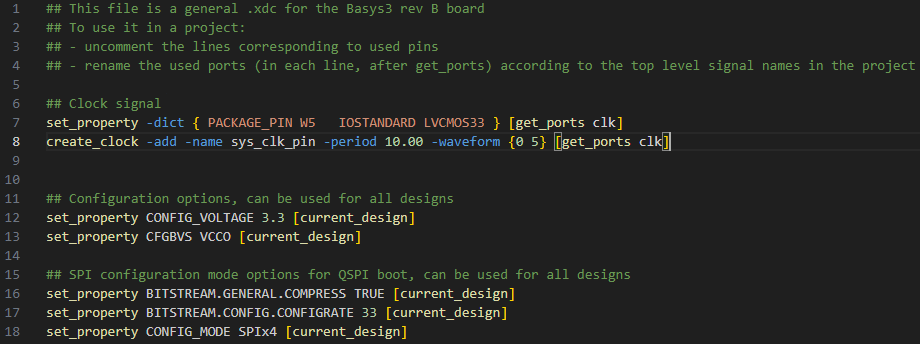 1 ## This file is a general .xdc for the Basys3 rev B board
2 ## To use it in a project:
3 ## - uncomment the lines corresponding to used pins
4 ## - rename the used ports (in each line, after get_ports) according to the top level signal names in the project
5
6 ## Clock signal
7 set_property -dict { PACKAGE_PIN W5   IOSTANDARD LVCMOS33 } [get_ports clk]
8 create_clock -add -name sys_clk_pin -period 10.00 -waveform {0 5} [get_ports clk]
9
10
11 ## Configuration options, can be used for all designs
12 set_property CONFIG_VOLTAGE 3.3 [current_design]
13 set_property CFGBVS VCCO [current_design]
14
15 ## SPI configuration mode options for QSPI boot, can be used for all designs
16 set_property BITSTREAM.GENERAL.COMPRESS TRUE [current_design]
17 set_property BITSTREAM.CONFIG.CONFIGRATE 33 [current_design]
18 set_property CONFIG_MODE SPIx4 [current_design]